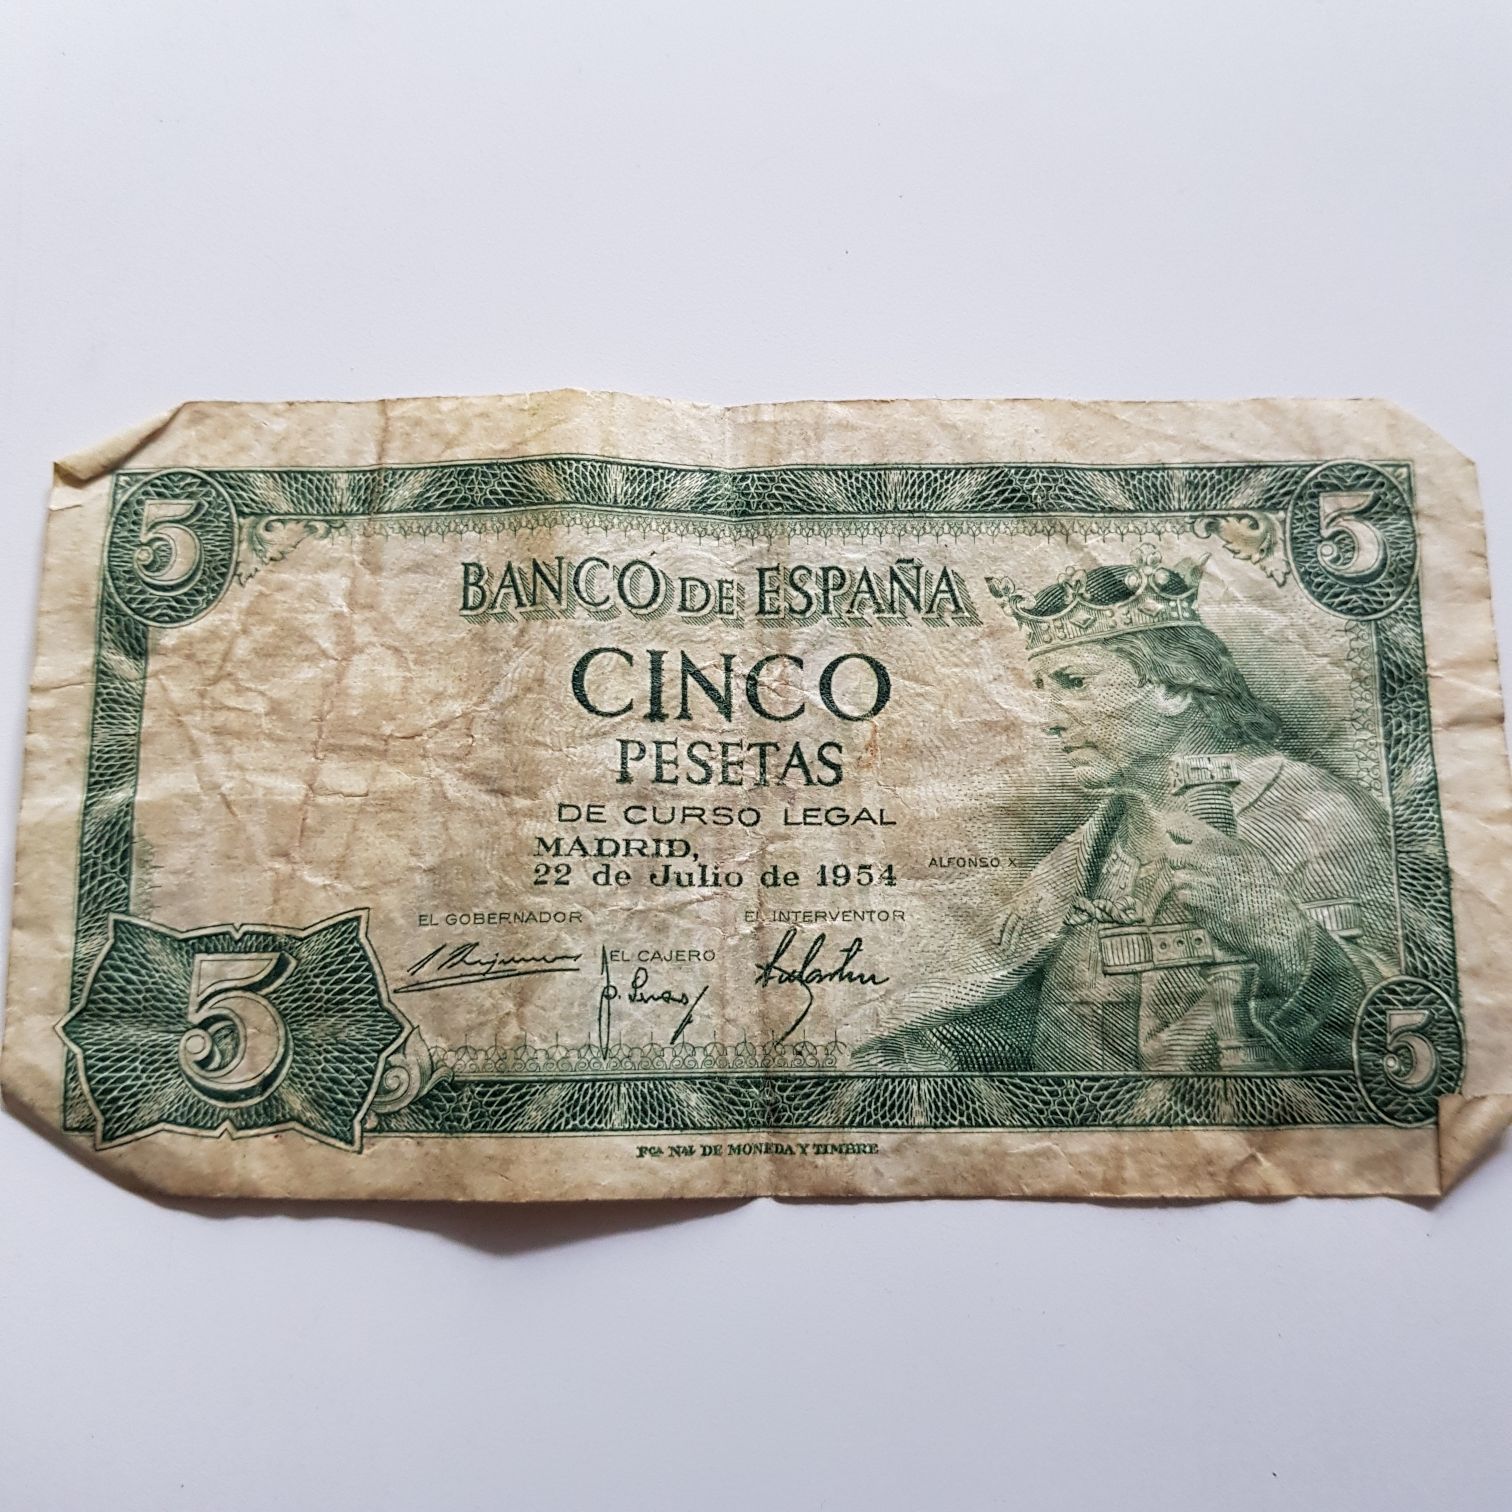 5 5
BANCO DE ESPAÑA
CINCO
PESETAS
DE CURSO LEGAL
MADRID,
22 de Julio de 1954
ALFONSO X
EL GOBERNADOR EL INTERVENTOR
EL CAJERO
5 5
FCA NAL DE MONEDA Y TIMBRE